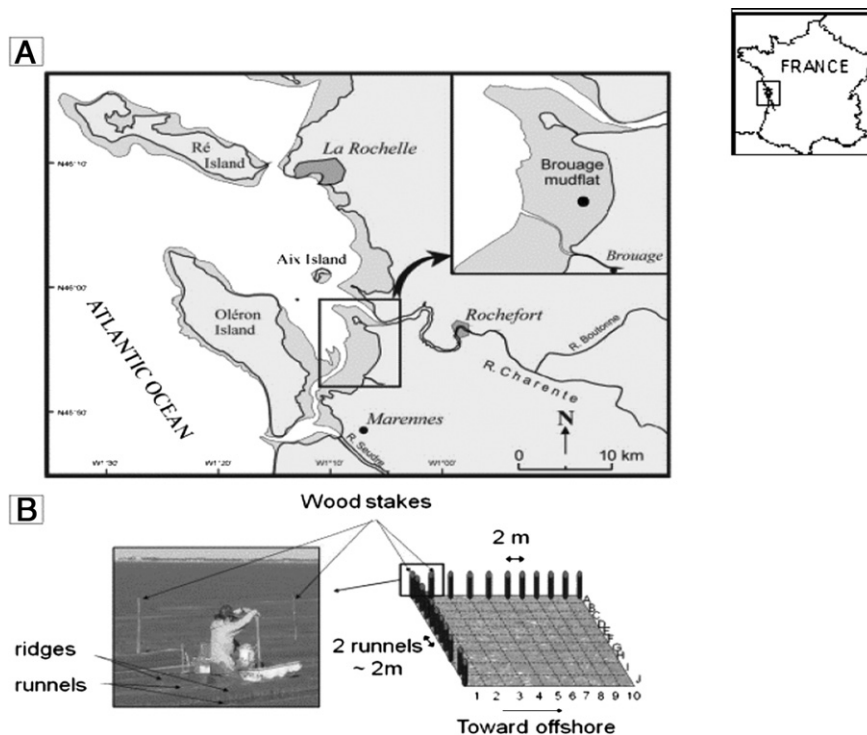 A
FRANCE
Ré
Island
La Rochelle
N46°10'
Brouage
mudflat
Brouage
Aix Island
N46°00'
ATLANTIC OCEAN
Oléron
Island
Rochefort
R. Boutonne
R. Charente
N45°50'
Marennes
R. Seudre
N
0 10 km
W1°30' W1°20' W1°10' W1°00'
B
Wood stakes
2 m
A
B
C
D
E
F
G
H
I
J
2 runnels
~ 2m
ridges
runnels
1 2 3 4 5 6 7 8 9 10
Toward offshore